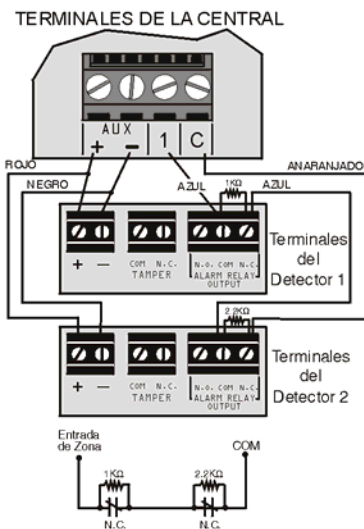 TERMINALES DE LA CENTRAL
AUX
+ − 1 C
ROJO
ANARANJADO
NEGRO
AZUL
1KΩ
AZUL
Terminales
del
Detector 1
+ − COM N.C. N.O. COM N.C.
TAMPER ALARM RELAY
OUTPUT
2.2KΩ
Terminales
del
Detector 2
+ − COM N.C. N.O. COM N.C.
TAMPER ALARM RELAY
OUTPUT
Entrada
de Zona
COM
1KΩ 2.2KΩ
N.C. N.C.